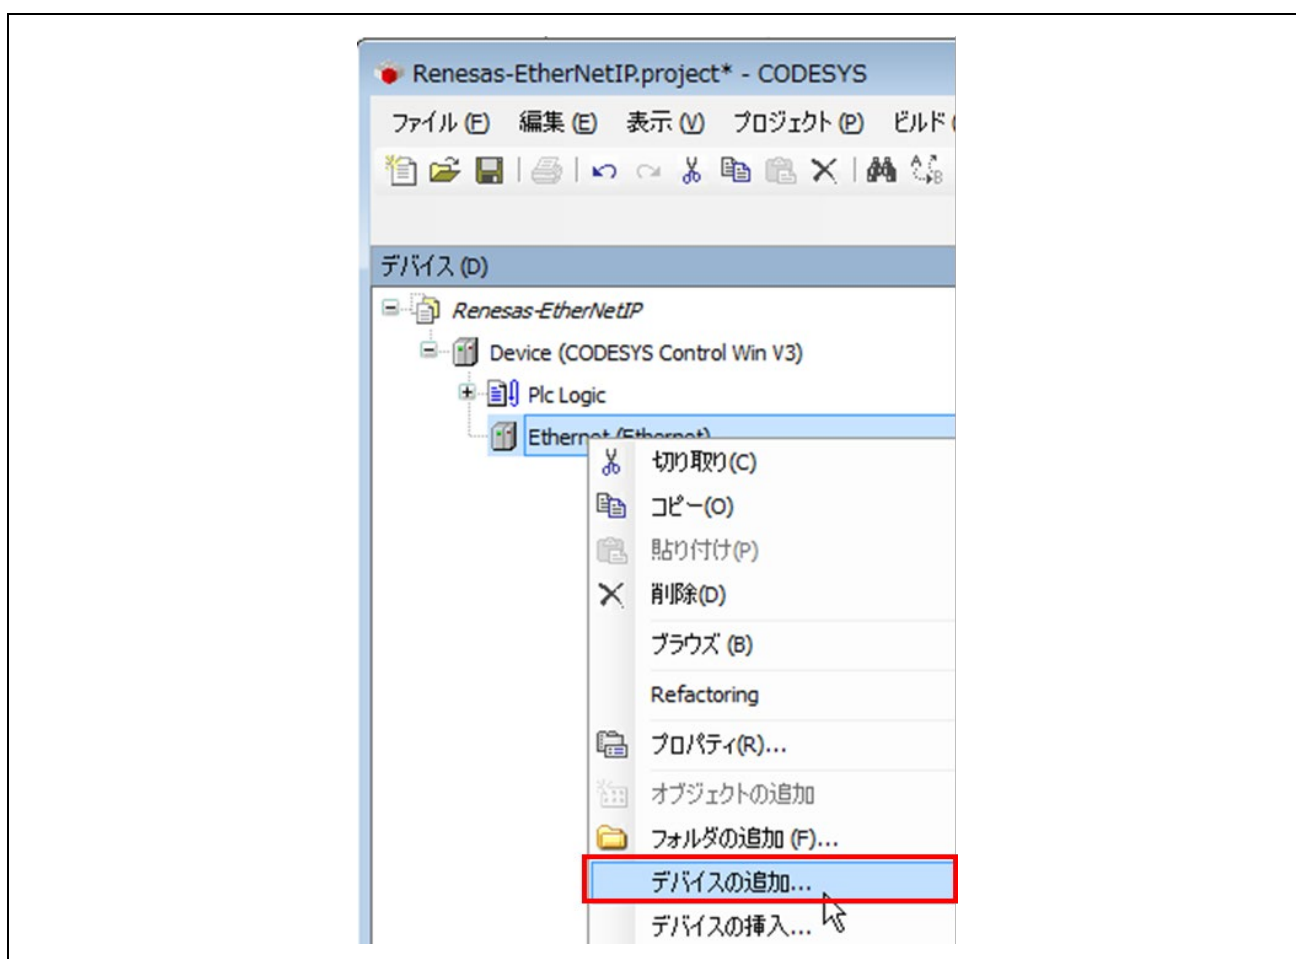 Renesas-EtherNetIP.project* - CODESYS
ファイル (F) 編集 (E) 表示 (V) プロジェクト (P) ビルド (
デバイス (D)
Renesas-EtherNetIP
Device (CODESYS Control Win V3)
Plc Logic
Ethernet (Ethernet)
切り取り(C)
コピー(O)
貼り付け(P)
削除(D)
ブラウズ (B)
Refactoring
プロパティ(R)...
オブジェクトの追加
フォルダの追加 (F)...
デバイスの追加...
デバイスの挿入...